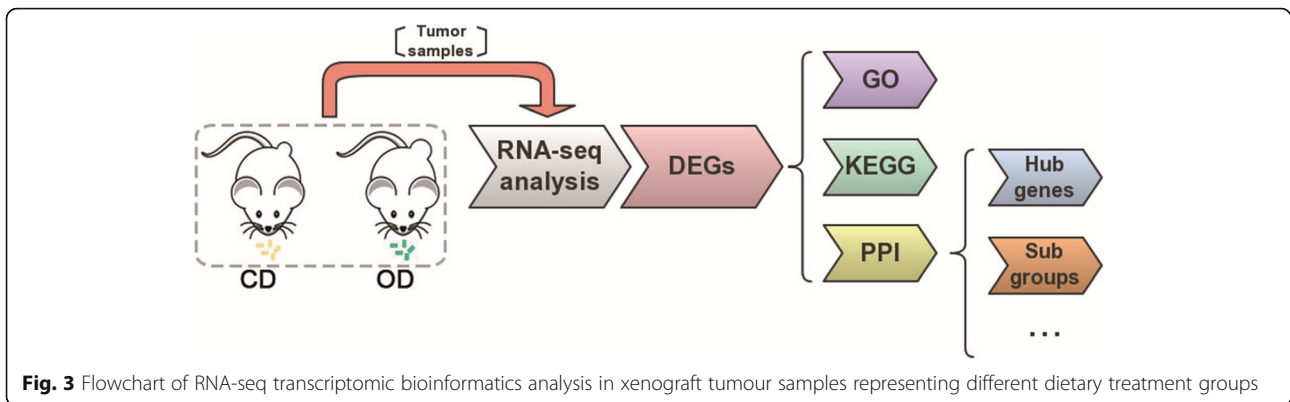 Tumor
samples
CD
OD
RNA-seq
analysis
DEGs
GO
KEGG
PPI
Hub
genes
Sub
groups
...
Fig. 3 Flowchart of RNA-seq transcriptomic bioinformatics analysis in xenograft tumour samples representing different dietary treatment groups